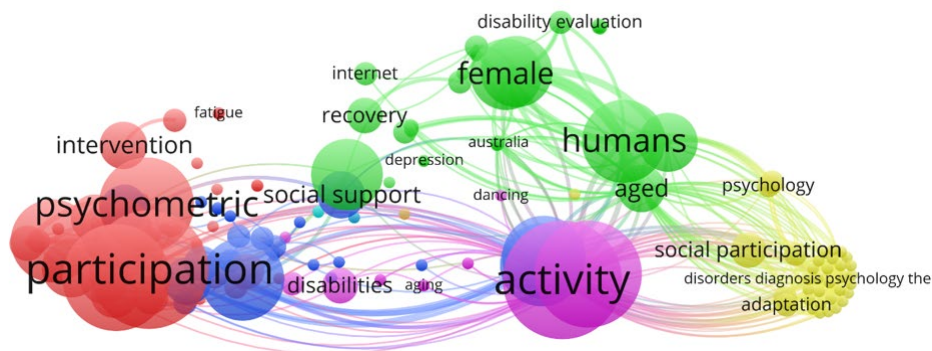 disability evaluation
internet
female
fatigue
recovery
intervention
australia
humans
depression
psychometric
social support
dancing
aged
psychology
participation
disabilities
aging
activity
social participation
disorders diagnosis psychology the
adaptation